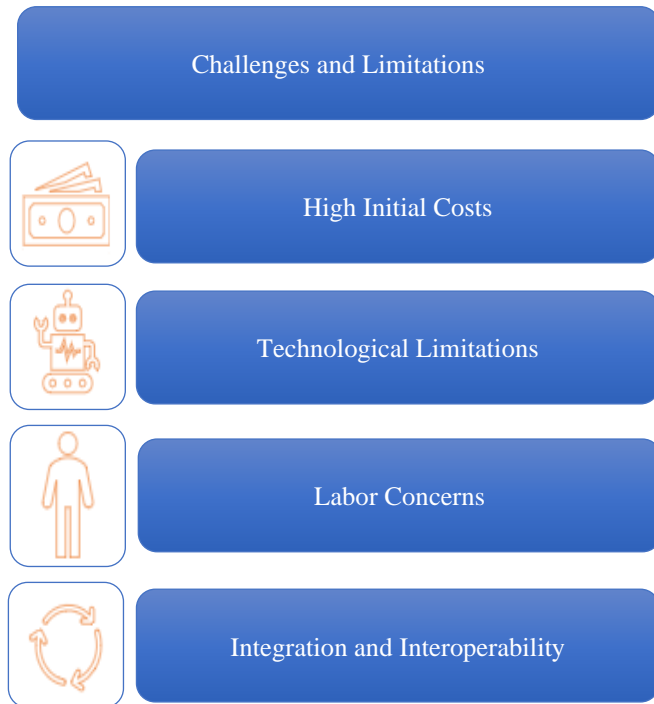 Challenges and Limitations
High Initial Costs
Technological Limitations
Labor Concerns
Integration and Interoperability